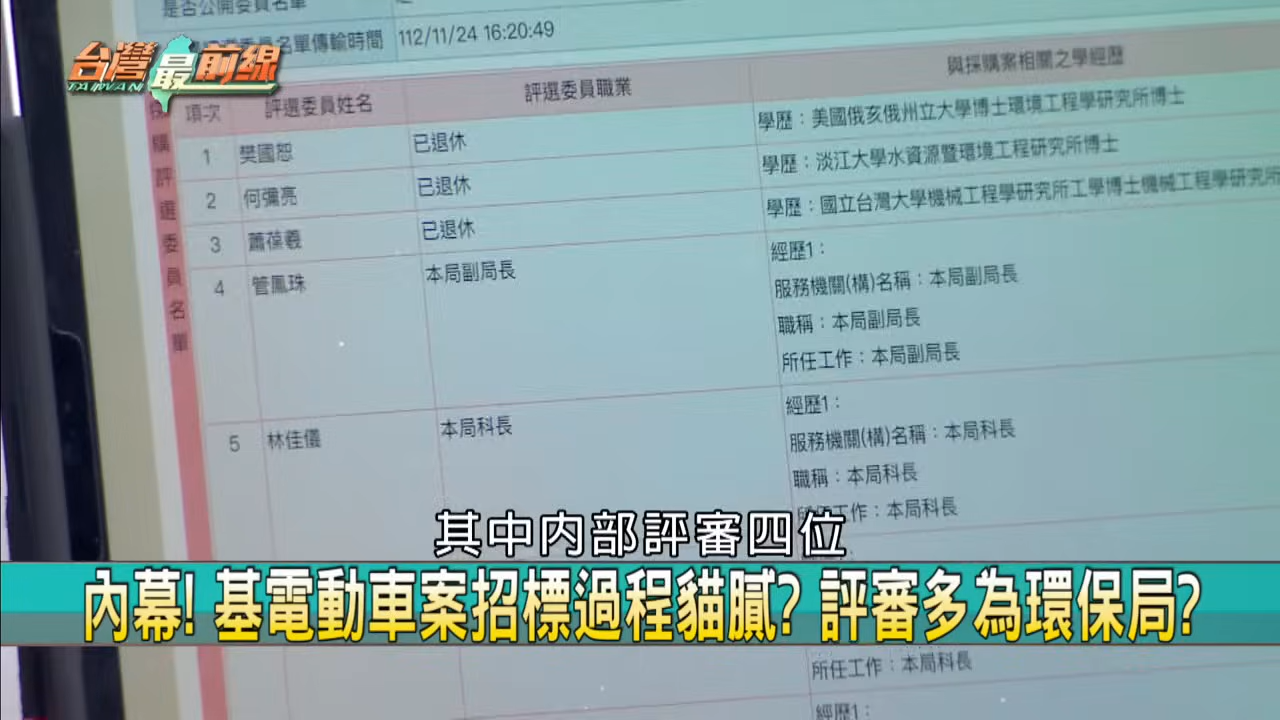 是否公開委員名單
委員名單傳輸時間 112/11/24 16:20:49
台灣最前線
TAIWAN
採購評選委員名單
項次 評選委員姓名 評選委員職業 與採購案相關之學經歷
1 樊國恕 已退休 學歷：美國俄亥俄州立大學博士環境工程學研究所博士
2 何彌亮 已退休 學歷：淡江大學水資源暨環境工程研究所博士
3 蕭葆羲 已退休 學歷：國立台灣大學機械工程學研究所工學博士機械工程學研究所
4 管鳳珠 本局副局長 經歷1：
服務機關(構)名稱：本局副局長
職稱：本局副局長
所任工作：本局副局長
5 林佳儀 本局科長 經歷1：
服務機關(構)名稱：本局科長
職稱：本局科長
所任工作：本局科長
其中內部評審四位
內幕! 基電動車案招標過程貓膩? 評審多為環保局?
所任工作：本局科長
經歷1：